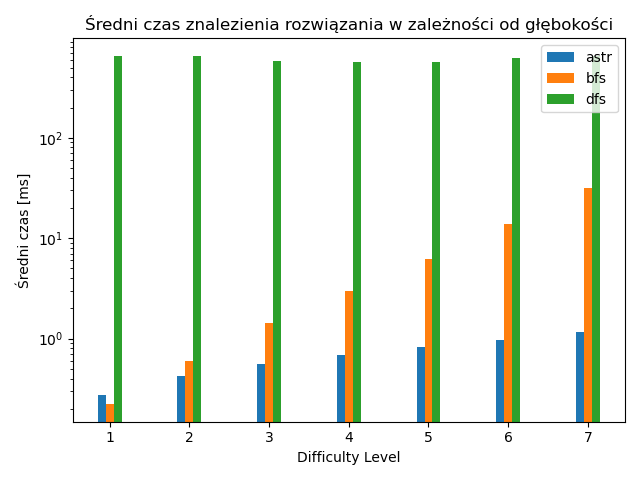 Średni czas znalezienia rozwiązania w zależności od głębokości
astr
bfs
dfs
Średni czas [ms]
10²
10¹
10⁰
1 2 3 4 5 6 7
Difficulty Level